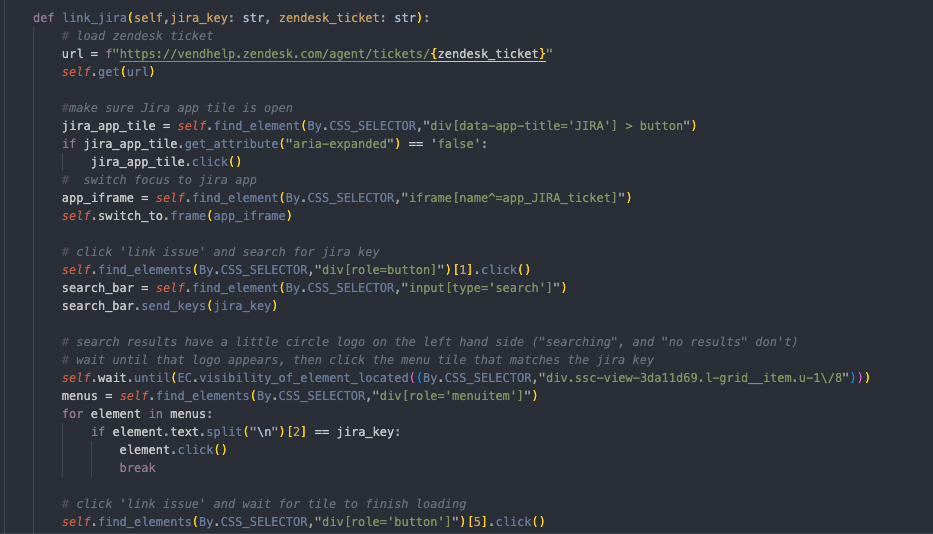 def link_jira(self,jira_key: str, zendesk_ticket: str):
    # load zendesk ticket
    url = f"https://vendhelp.zendesk.com/agent/tickets/{zendesk_ticket}"
    self.get(url)

    #make sure Jira app tile is open
    jira_app_tile = self.find_element(By.CSS_SELECTOR,"div[data-app-title='JIRA'] > button")
    if jira_app_tile.get_attribute("aria-expanded") == 'false':
        jira_app_tile.click()
    #  switch focus to jira app
    app_iframe = self.find_element(By.CSS_SELECTOR,"iframe[name^=app_JIRA_ticket]")
    self.switch_to.frame(app_iframe)

    # click 'link issue' and search for jira key
    self.find_elements(By.CSS_SELECTOR,"div[role=button]")[1].click()
    search_bar = self.find_element(By.CSS_SELECTOR,"input[type='search']")
    search_bar.send_keys(jira_key)

    # search results have a little circle logo on the left hand side ("searching", and "no results" don't)
    # wait until that logo appears, then click the menu tile that matches the jira key
    self.wait.until(EC.visibility_of_element_located((By.CSS_SELECTOR,"div.ssc-view-3da11d69.l-grid__item.u-1\/8")))
    menus = self.find_elements(By.CSS_SELECTOR,"div[role='menuitem']")
    for element in menus:
        if element.text.split("\n")[2] == jira_key:
            element.click()
            break

    # click 'link issue' and wait for tile to finish loading
    self.find_elements(By.CSS_SELECTOR,"div[role='button']")[5].click()